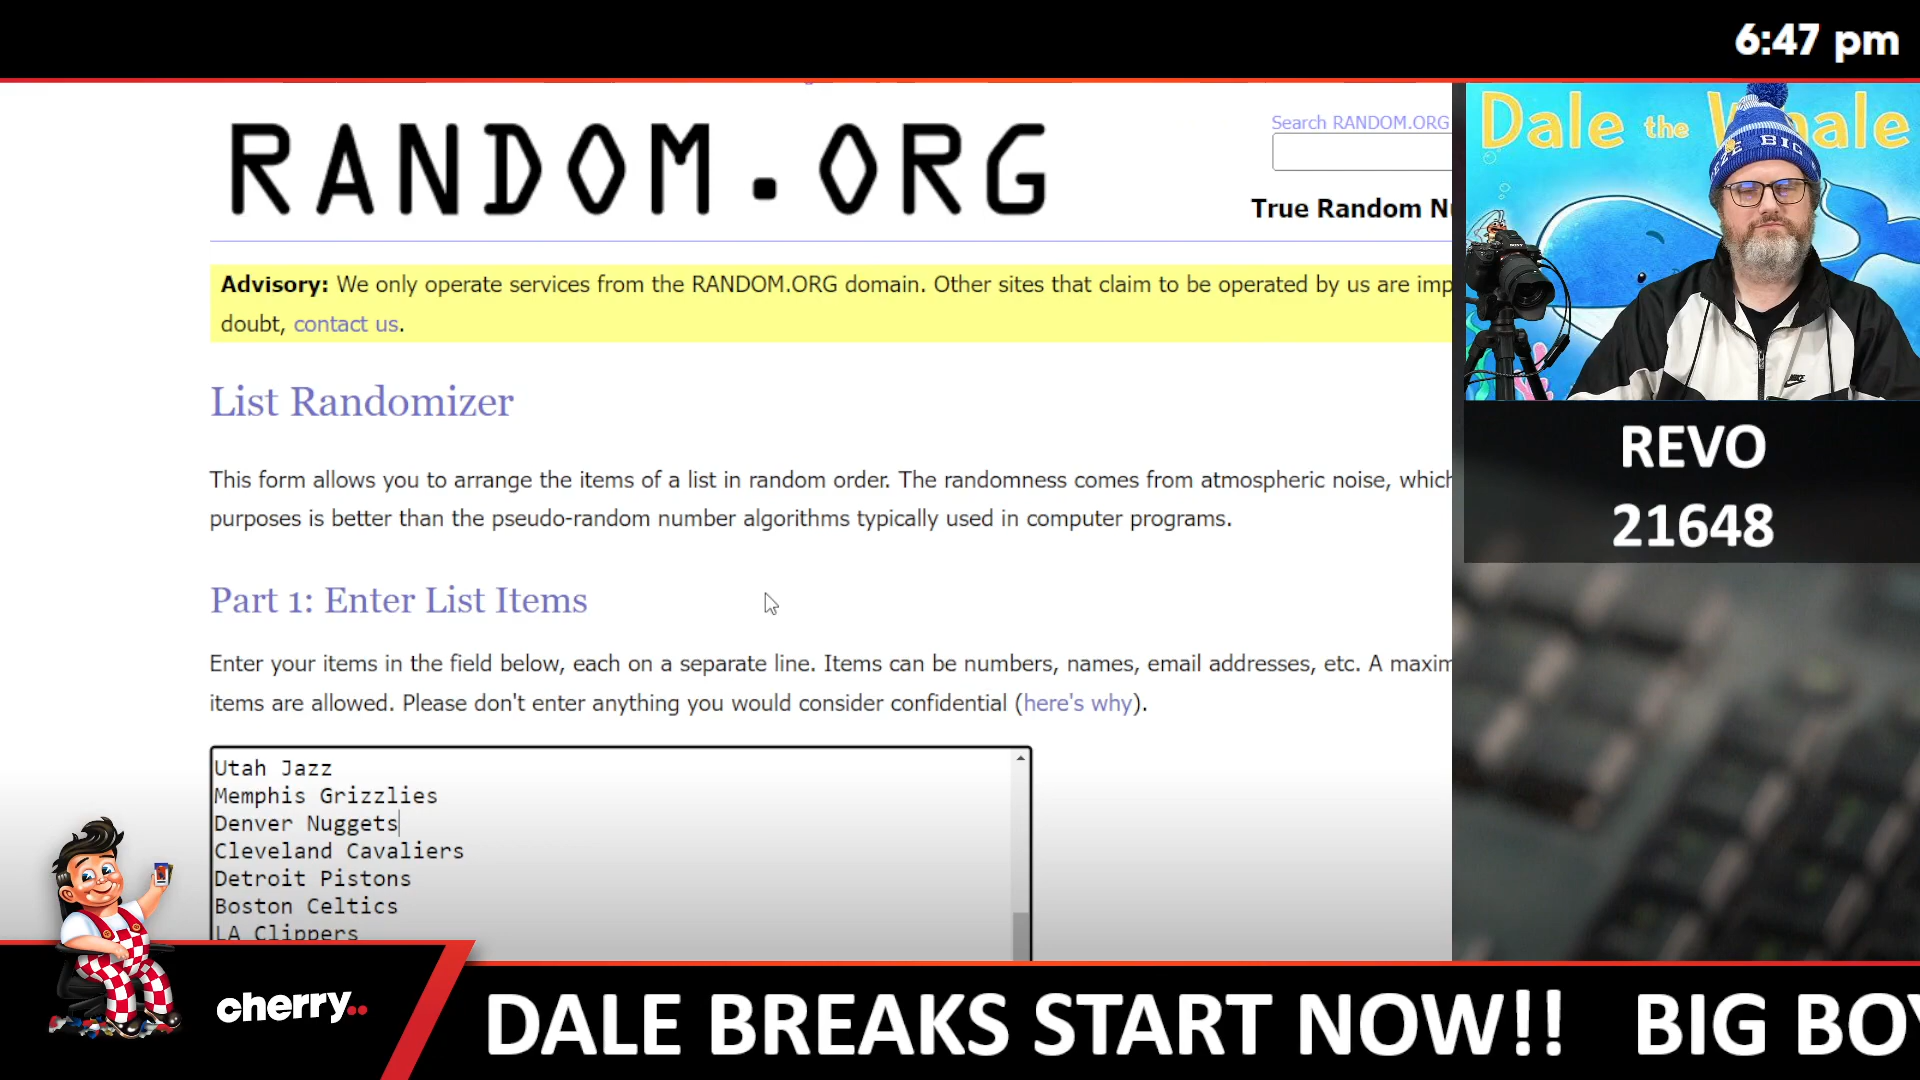 6:47 pm
RANDOM.ORG
Search RANDOM.ORG
True Random Nu
Advisory: We only operate services from the RANDOM.ORG domain. Other sites that claim to be operated by us are imp
doubt, contact us.
List Randomizer
This form allows you to arrange the items of a list in random order. The randomness comes from atmospheric noise, which
purposes is better than the pseudo-random number algorithms typically used in computer programs.
Part 1: Enter List Items
Enter your items in the field below, each on a separate line. Items can be numbers, names, email addresses, etc. A maxim
items are allowed. Please don't enter anything you would consider confidential (here's why).
Utah Jazz
Memphis Grizzlies
Denver Nuggets
Cleveland Cavaliers
Detroit Pistons
Boston Celtics
LA Clippers
Dale the Whale
BIG
SONY
NIKE
REVO
21648
cherry..
DALE BREAKS START NOW!! BIG BOY